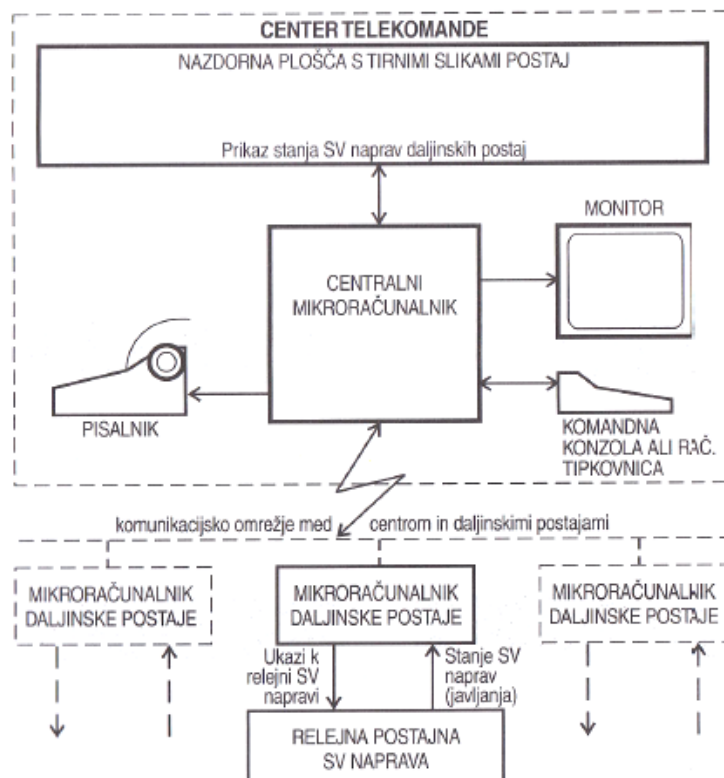 CENTER TELEKOMANDE
NAZDORNA PLOŠČA S TIRNIMI SLIKAMI POSTAJ
Prikaz stanja SV naprav daljinskih postaj
MONITOR
CENTRALNI
MIKRORAČUNALNIK
PISALNIK
KOMANDNA
KONZOLA ALI RAČ.
TIPKOVNICA
komunikacijsko omrežje med centrom in daljinskimi postajami
MIKRORAČUNALNIK
DALJINSKE POSTAJE
MIKRORAČUNALNIK
DALJINSKE POSTAJE
MIKRORAČUNALNIK
DALJINSKE POSTAJE
Ukazi k
relejni SV
napravi
Stanje SV
naprav
(javljanja)
RELEJNA POSTAJNA
SV NAPRAVA